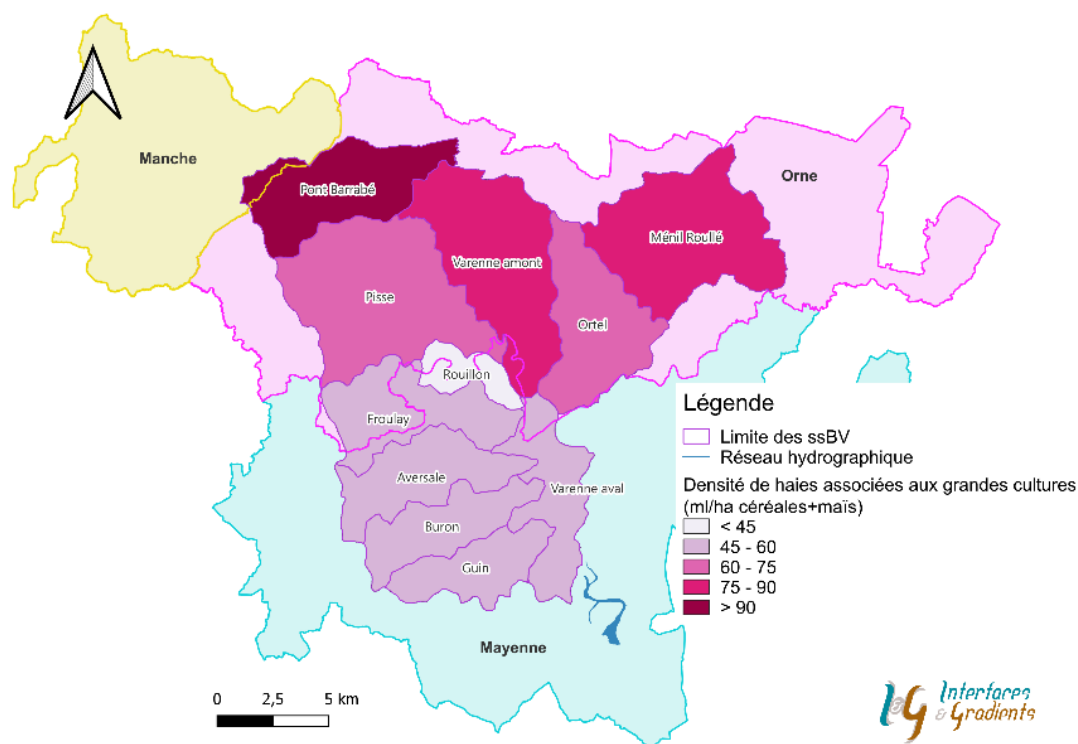 Manche
Orne
Pont Barrabé
Ménil Roullé
Varenne amont
Pisse
Ortel
Rouillon
Froulay
Aversale
Varenne aval
Buron
Guin
Mayenne
Légende
Limite des ssBV
Réseau hydrographique
Densité de haies associées aux grandes cultures
(ml/ha céréales+maïs)
< 45
45 - 60
60 - 75
75 - 90
> 90
0 2,5 5 km
I&G Interfaces
& Gradients